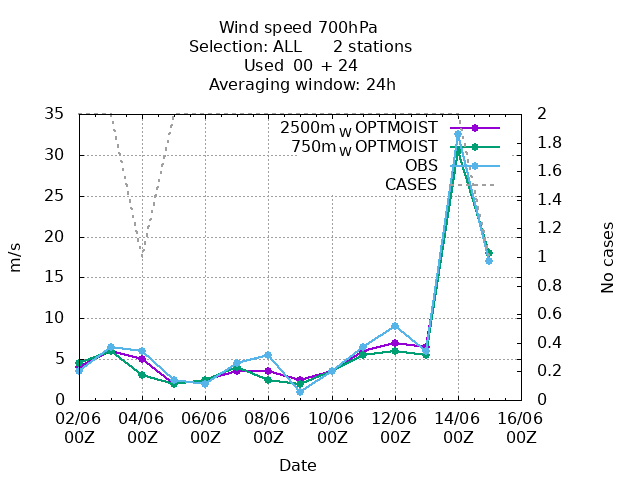 Wind speed 700hPa
Selection: ALL 2 stations
Used 00 + 24
Averaging window: 24h
35
30
25
20
15
10
5
0
m/s
2500m W OPTMOIST
750m W OPTMOIST
OBS
CASES
2
1.8
1.6
1.4
1.2
1
0.8
0.6
0.4
0.2
0
No cases
02/06 04/06 06/06 08/06 10/06 12/06 14/06 16/06
00Z 00Z 00Z 00Z 00Z 00Z 00Z 00Z
Date